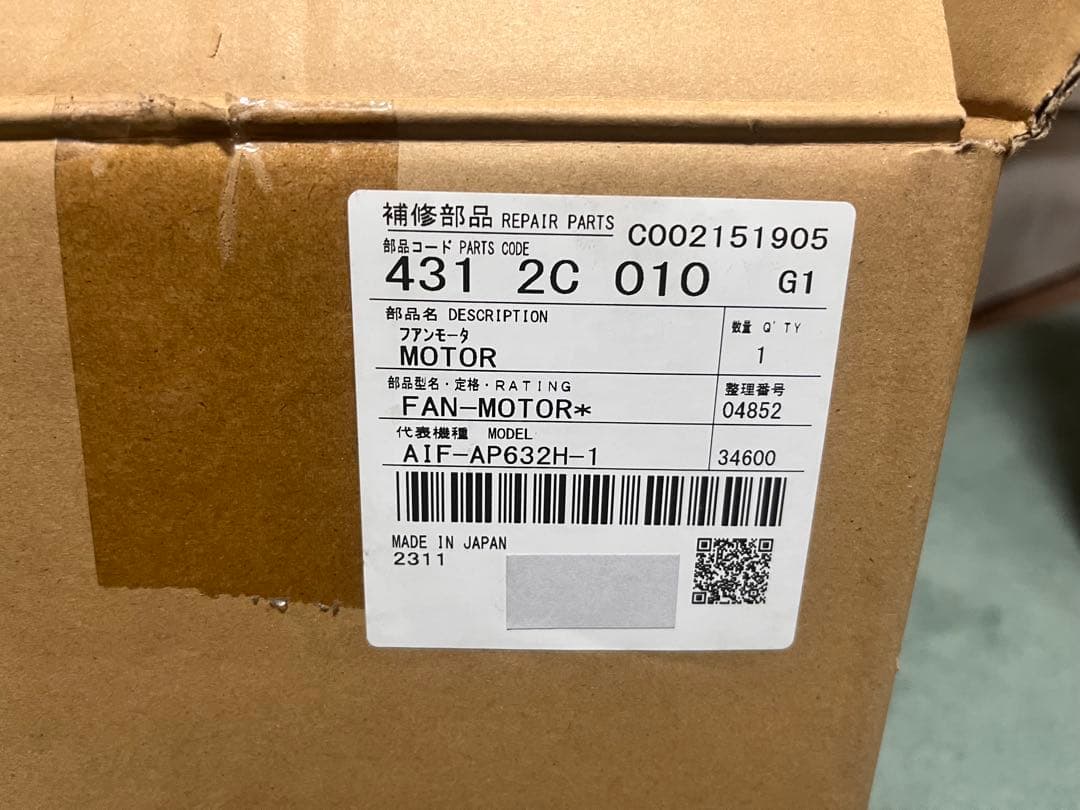 補修部品 REPAIR PARTS C002151905
部品コード PARTS CODE
431 2C 010 G1
部品名 DESCRIPTION
フアンモータ
MOTOR
数量 Q'TY
1
部品型名・定格・RATING
FAN-MOTOR*
整理番号
04852
代表機種 MODEL
AIF-AP632H-1
34600
MADE IN JAPAN
2311